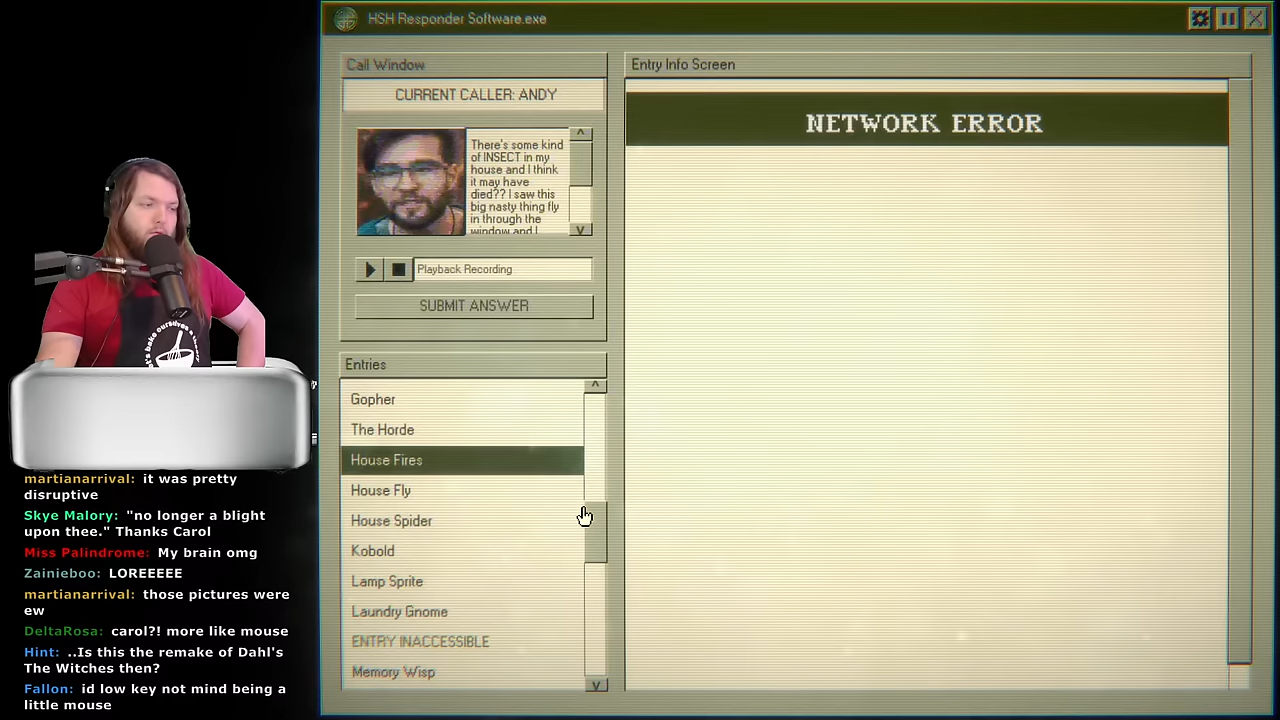 HSH Responder Software.exe
Call Window
CURRENT CALLER: ANDY
There's some kind
of INSECT in my
house and I think
it may have
died?? I saw this
big nasty thing fly
in through the
window and I
Playback Recording
SUBMIT ANSWER
Entries
Gopher
The Horde
House Fires
House Fly
House Spider
Kobold
Lamp Sprite
Laundry Gnome
ENTRY INACCESSIBLE
Memory Wisp
Entry Info Screen
NETWORK ERROR
martianarrival: it was pretty
disruptive
Skye Malory: "no longer a blight
upon thee." Thanks Carol
Miss Palindrome: My brain omg
Zainieboo: LOREEEEE
martianarrival: those pictures were
ew
DeltaRosa: carol?! more like mouse
Hint: ..Is this the remake of Dahl's
The Witches then?
Fallon: id low key not mind being a
little mouse